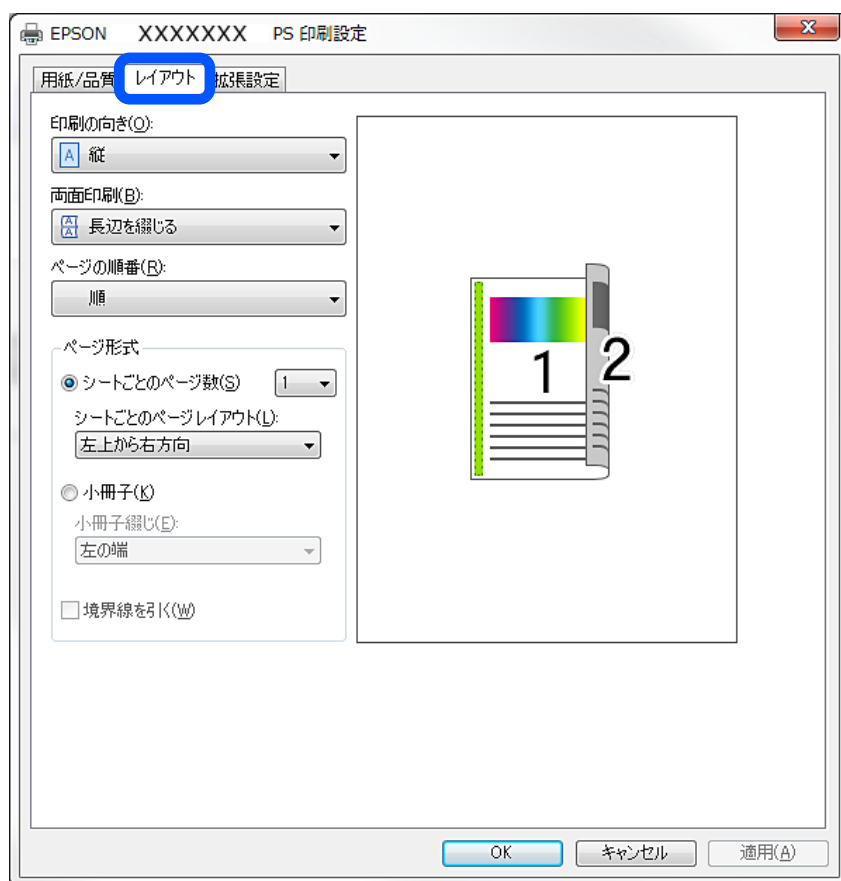 EPSON XXXXXXX PS 印刷設定
用紙/品質 レイアウト 拡張設定
印刷の向き(O):
A 縦
両面印刷(B):
長辺を綴じる
ページの順番(R):
順
ページ形式
シートごとのページ数(S) 1
シートごとのページレイアウト(L):
左上から右方向
小冊子(K)
小冊子綴じ(E):
左の端
境界線を引く(W)
1 2
OK キャンセル 適用(A)